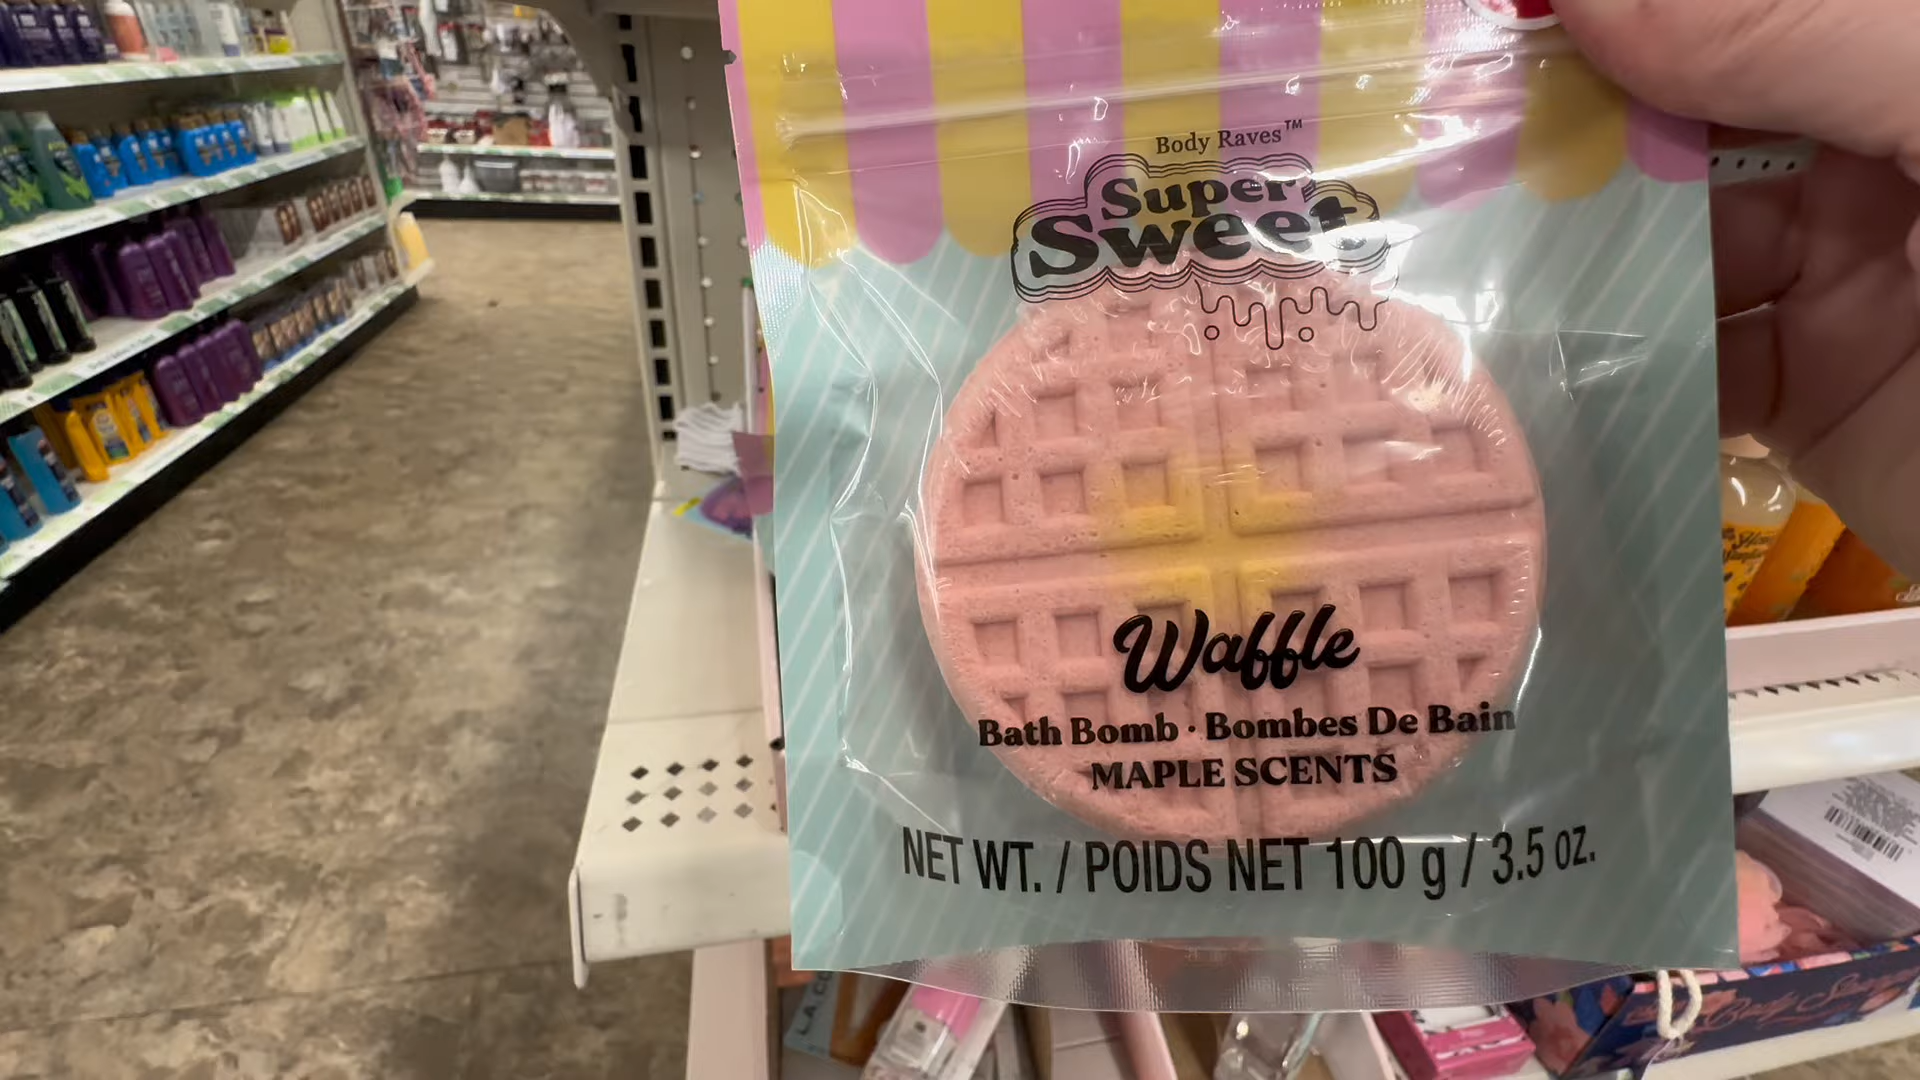 Body Raves™
Super
Sweet
Waffle
Bath Bomb · Bombes De Bain
MAPLE SCENTS
NET WT. / POIDS NET 100 g / 3.5 oz.